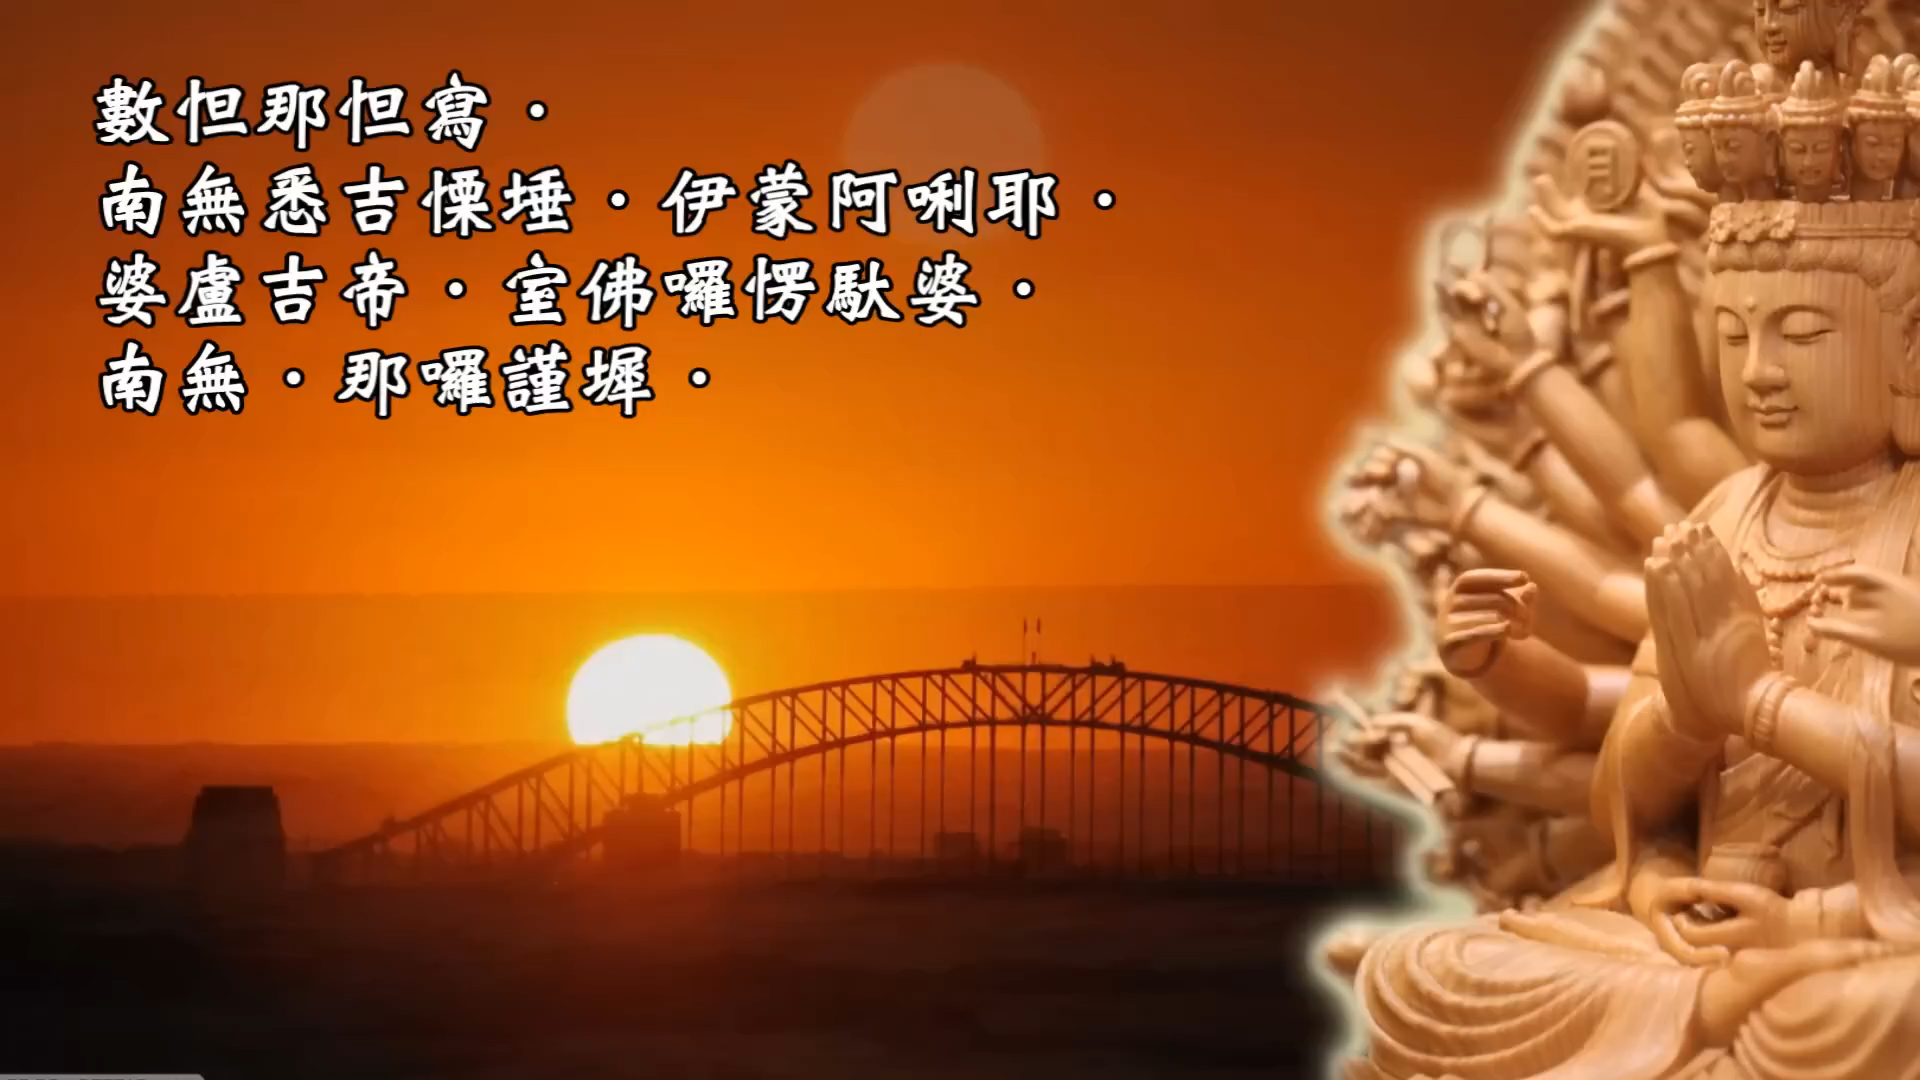 數怛那怛寫．
南無悉吉慄埵．伊蒙阿唎耶．
婆盧吉帝．室佛囉愣馱婆．
南無．那囉謹墀．
月